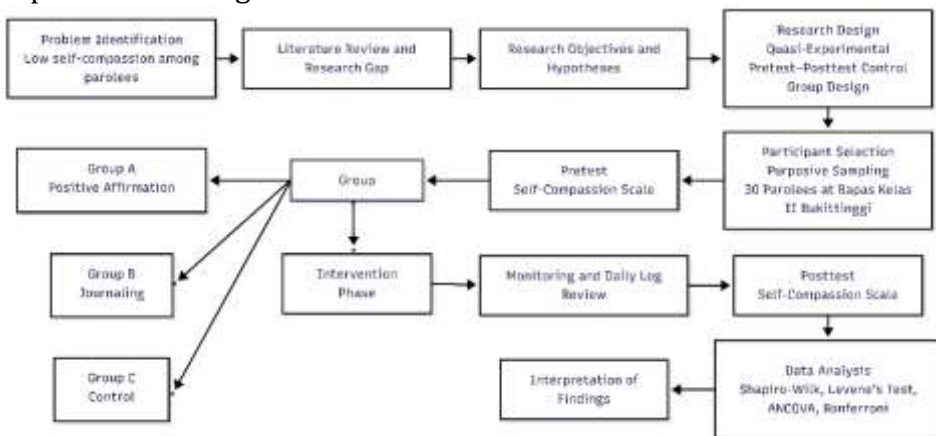 Problem Identification
Low self-compassion among
parolees
Literature Review and
Research Gap
Research Objectives and
Hypotheses
Research Design
Quasi-Experimental
Pretest-Posttest Control
Group Design
Participant Selection
Purposive Sampling
30 Parolees at Bapas Kelas
II Bukittinggi
Pretest
Self-Compassion Scale
Group
Group A
Positive Affirmation
Group B
Journaling
Group C
Control
Intervention
Phase
Monitoring and Daily Log
Review
Posttest
Self-Compassion Scale
Data Analysis
Shapiro-Wilk, Levene's Test,
ANCOVA, Bonferroni
Interpretation of
Findings